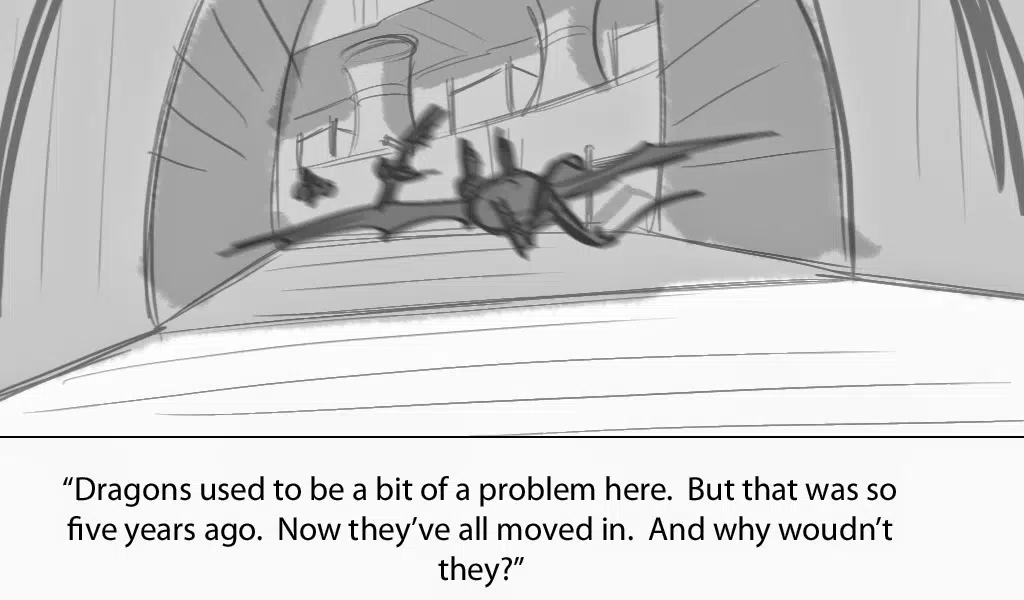 “Dragons used to be a bit of a problem here.  But that was so
five years ago.  Now they’ve all moved in.  And why woudn’t
they?”